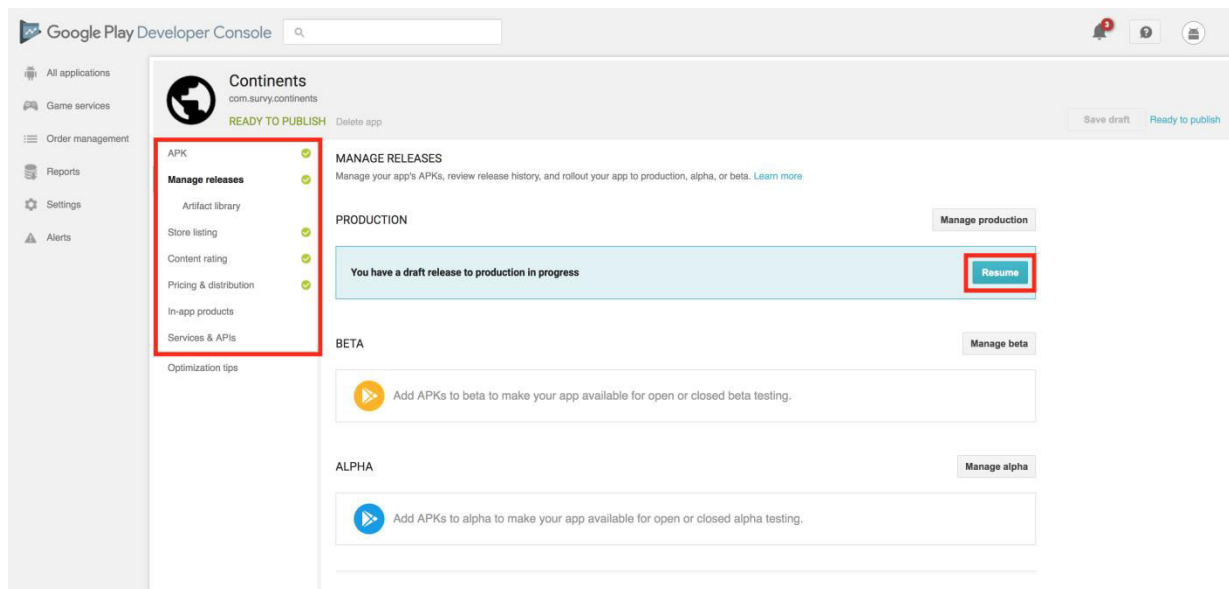 Google Play Developer Console
3
All applications
Game services
Order management
Reports
Settings
Alerts
Continents
com.survy.continents
READY TO PUBLISH Delete app
Save draft Ready to publish
APK
Manage releases
Artifact library
Store listing
Content rating
Pricing & distribution
In-app products
Services & APIs
Optimization tips
MANAGE RELEASES
Manage your app's APKs, review release history, and rollout your app to production, alpha, or beta. Learn more
PRODUCTION
Manage production
You have a draft release to production in progress
Resume
BETA
Manage beta
Add APKs to beta to make your app available for open or closed beta testing.
ALPHA
Manage alpha
Add APKs to alpha to make your app available for open or closed alpha testing.